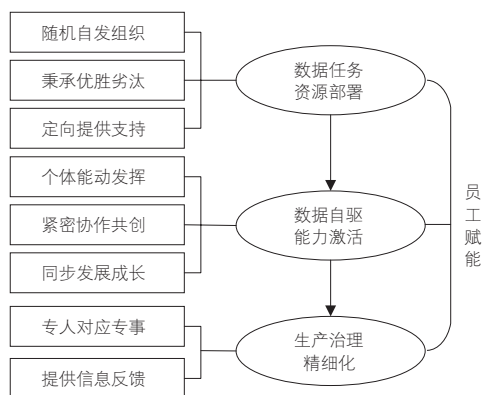 随机自发组织
秉承优胜劣汰
定向提供支持
个体能动发挥
紧密协作共创
同步发展成长
专人对应专事
提供信息反馈
数据任务
资源部署
数据自驱
能力激活
生产治理
精细化
员工赋能